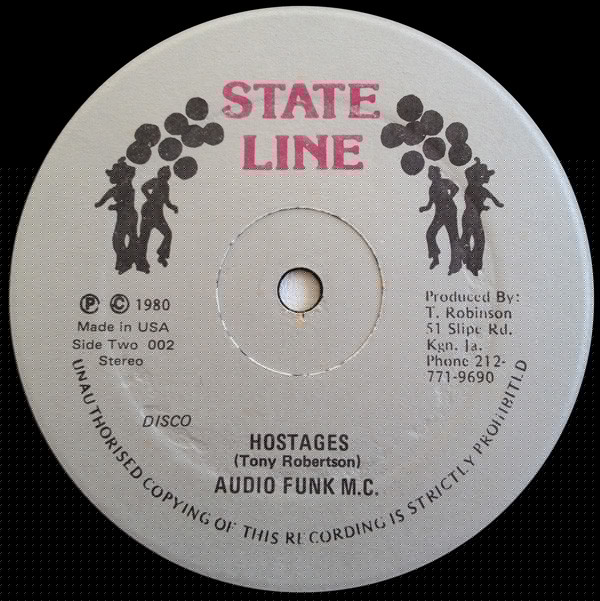 STATE
LINE
Ⓟ © 1980
Made in USA
Side Two 002
Stereo
Produced By:
T. Robinson
51 Slipe Rd.
Kgn. Ja.
Phone 212-
771-9690
DISCO
HOSTAGES
(Tony Robertson)
AUDIO FUNK M.C.
UNAUTHORISED COPYING OF THIS RECORDING IS STRICTLY PROHIBITED